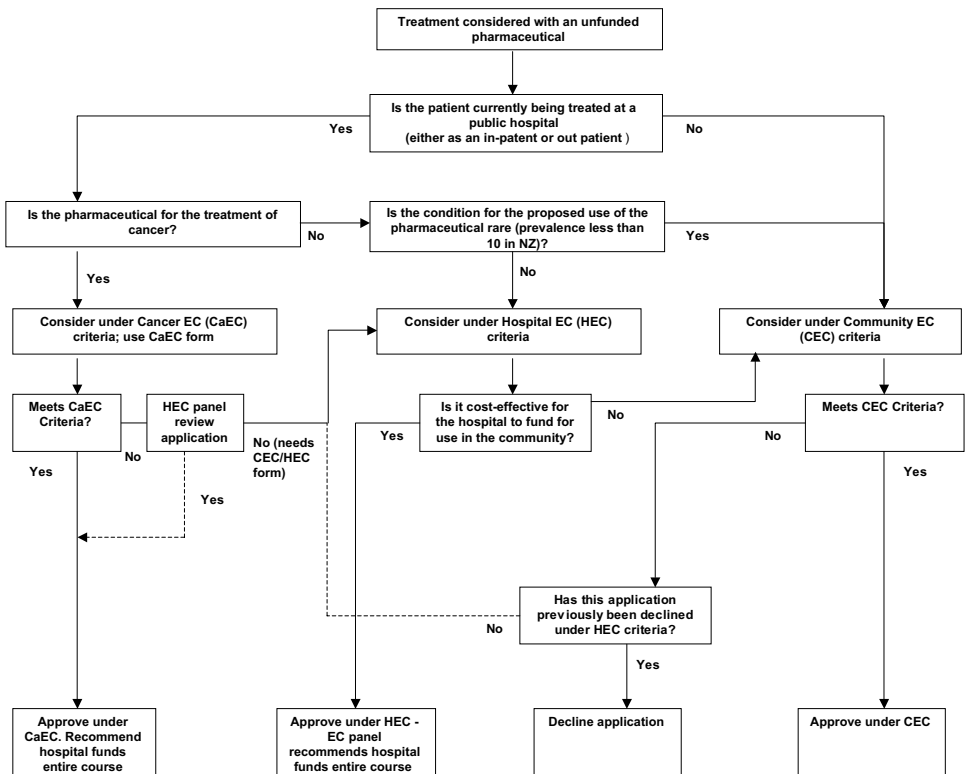 Treatment considered with an unfunded
pharmaceutical
Is the patient currently being treated at a
public hospital
(either as an in-patent or out patient )
Yes
No
Is the pharmaceutical for the treatment of
cancer?
No
Is the condition for the proposed use of the
pharmaceutical rare (prevalence less than
10 in NZ)?
Yes
Yes
No
Consider under Cancer EC (CaEC)
criteria; use CaEC form
Consider under Hospital EC (HEC)
criteria
Consider under Community EC
(CEC) criteria
Meets CaEC
Criteria?
No
HEC panel
review
application
No (needs
CEC/HEC
form)
Yes
Is it cost-effective for
the hospital to fund for
use in the community?
No
Meets CEC Criteria?
No
Yes
Yes
Yes
Has this application
previously been declined
under HEC criteria?
No
Yes
Approve under
CaEC. Recommend
hospital funds
entire course
Approve under HEC -
EC panel
recommends hospital
funds entire course
Decline application
Approve under CEC